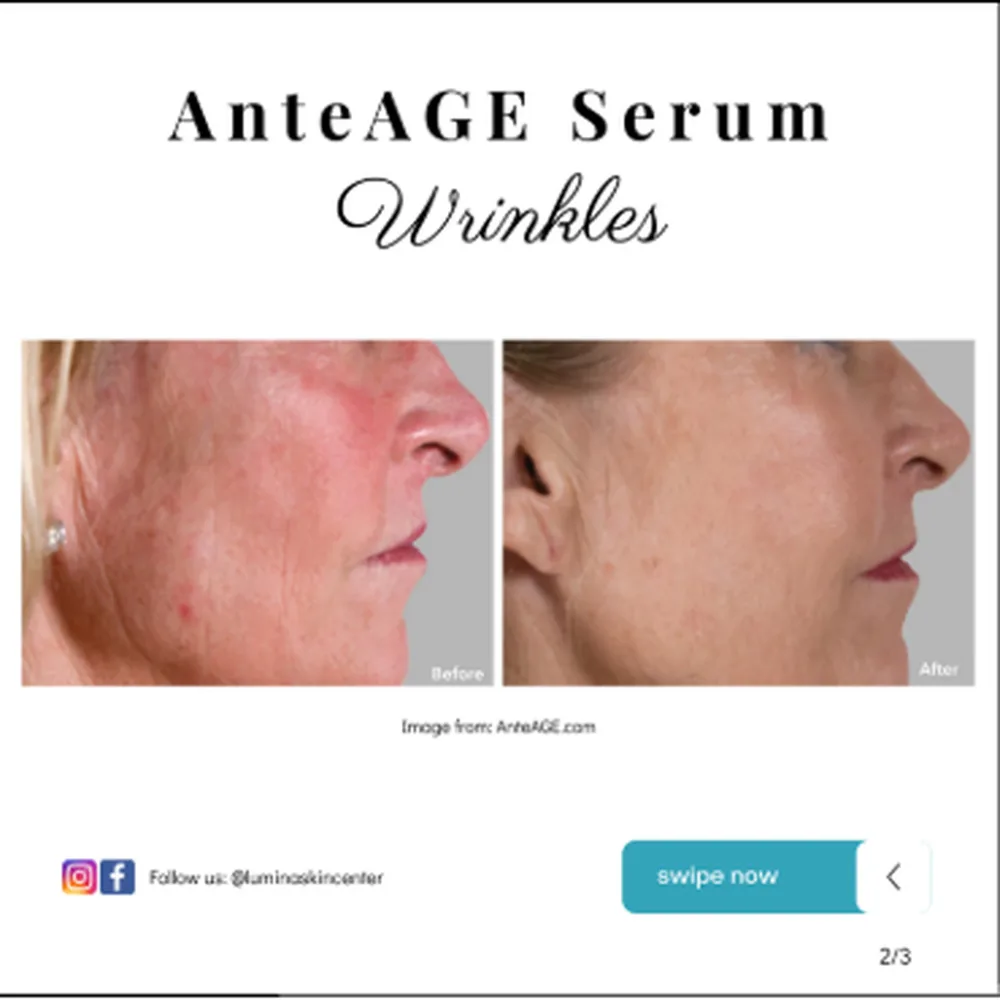 AnteAGE Serum
Wrinkles
Before
After
Image from: AnteAGE.com
Follow us: @luminaskincenter
swipe now
2/3